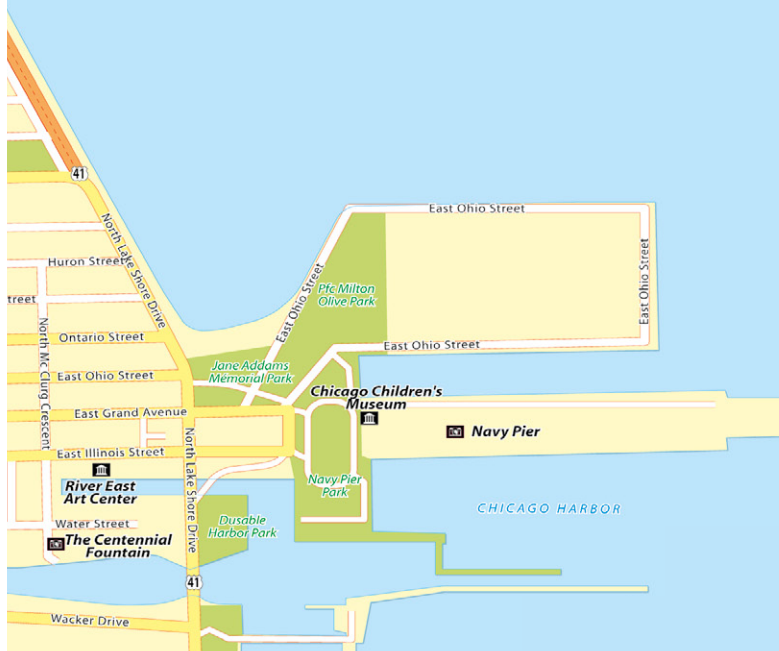 41
North Lake Shore Drive
East Ohio Street
Huron Street
East Ohio Street
East Ohio Street
Pfc Milton
Olive Park
treet
North Mc Clurg Crescent
Ontario Street
East Ohio Street
Jane Addams
Memorial Park
East Ohio Street
Chicago Children's
Museum
East Grand Avenue
Navy Pier
East Illinois Street
North Lake Shore Drive
River East
Art Center
Navy Pier
Park
CHICAGO HARBOR
Water Street
Dusable
Harbor Park
The Centennial
Fountain
41
Wacker Drive